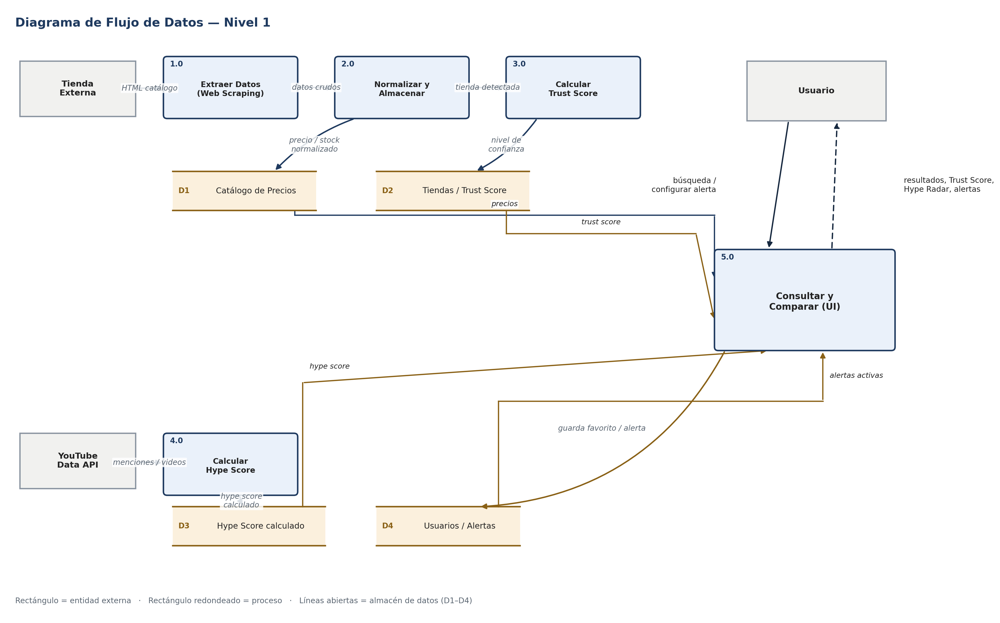 Diagrama de Flujo de Datos — Nivel 1
Tienda
Externa
HTML catálogo
1.0
Extraer Datos
(Web Scraping)
datos crudos
2.0
Normalizar y
Almacenar
tienda detectada
3.0
Calcular
Trust Score
Usuario
precio / stock
normalizado
nivel de
confianza
búsqueda /
configurar alerta
resultados, Trust Score,
Hype Radar, alertas
D1
Catálogo de Precios
D2
Tiendas / Trust Score
precios
trust score
5.0
Consultar y
Comparar (UI)
hype score
alertas activas
guarda favorito / alerta
YouTube
Data API
menciones / videos
4.0
Calcular
Hype Score
hype score
calculado
D3
Hype Score calculado
D4
Usuarios / Alertas
Rectángulo = entidad externa · Rectángulo redondeado = proceso · Líneas abiertas = almacén de datos (D1–D4)